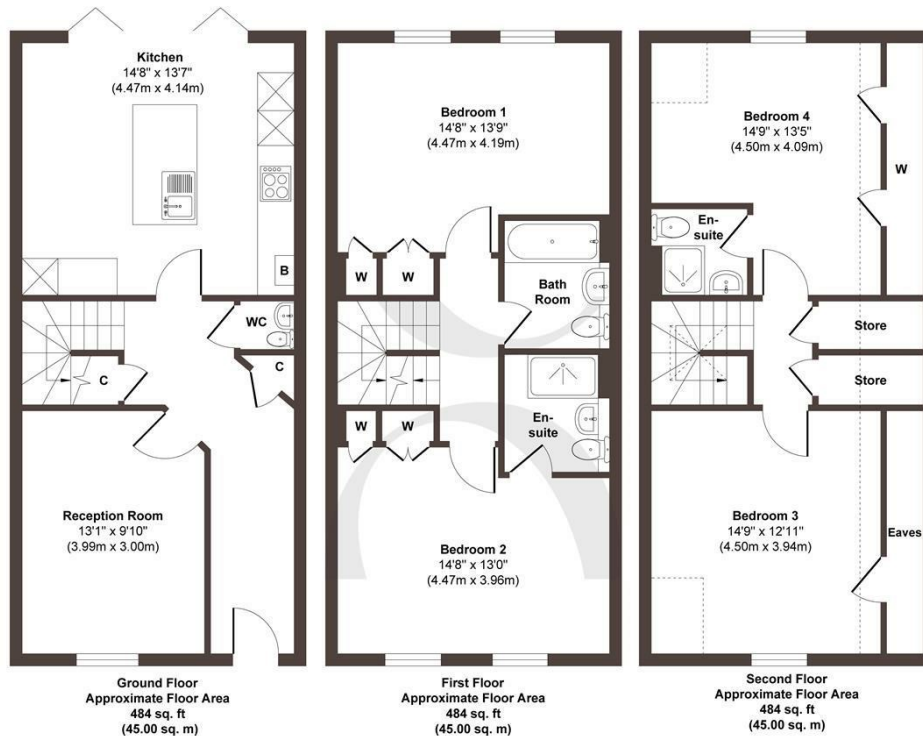 Kitchen
14'8" x 13'7"
(4.47m x 4.14m)
B
WC
C
C
Reception Room
13'1" x 9'10"
(3.99m x 3.00m)
Ground Floor
Approximate Floor Area
484 sq. ft
(45.00 sq. m)
Bedroom 1
14'8" x 13'9"
(4.47m x 4.19m)
W
W
Bath
Room
W
W
En-
suite
Bedroom 2
14'8" x 13'0"
(4.47m x 3.96m)
First Floor
Approximate Floor Area
484 sq. ft
(45.00 sq. m)
Bedroom 4
14'9" x 13'5"
(4.50m x 4.09m)
W
En-
suite
Store
Store
Bedroom 3
14'9" x 12'11"
(4.50m x 3.94m)
Eaves
Second Floor
Approximate Floor Area
484 sq. ft
(45.00 sq. m)